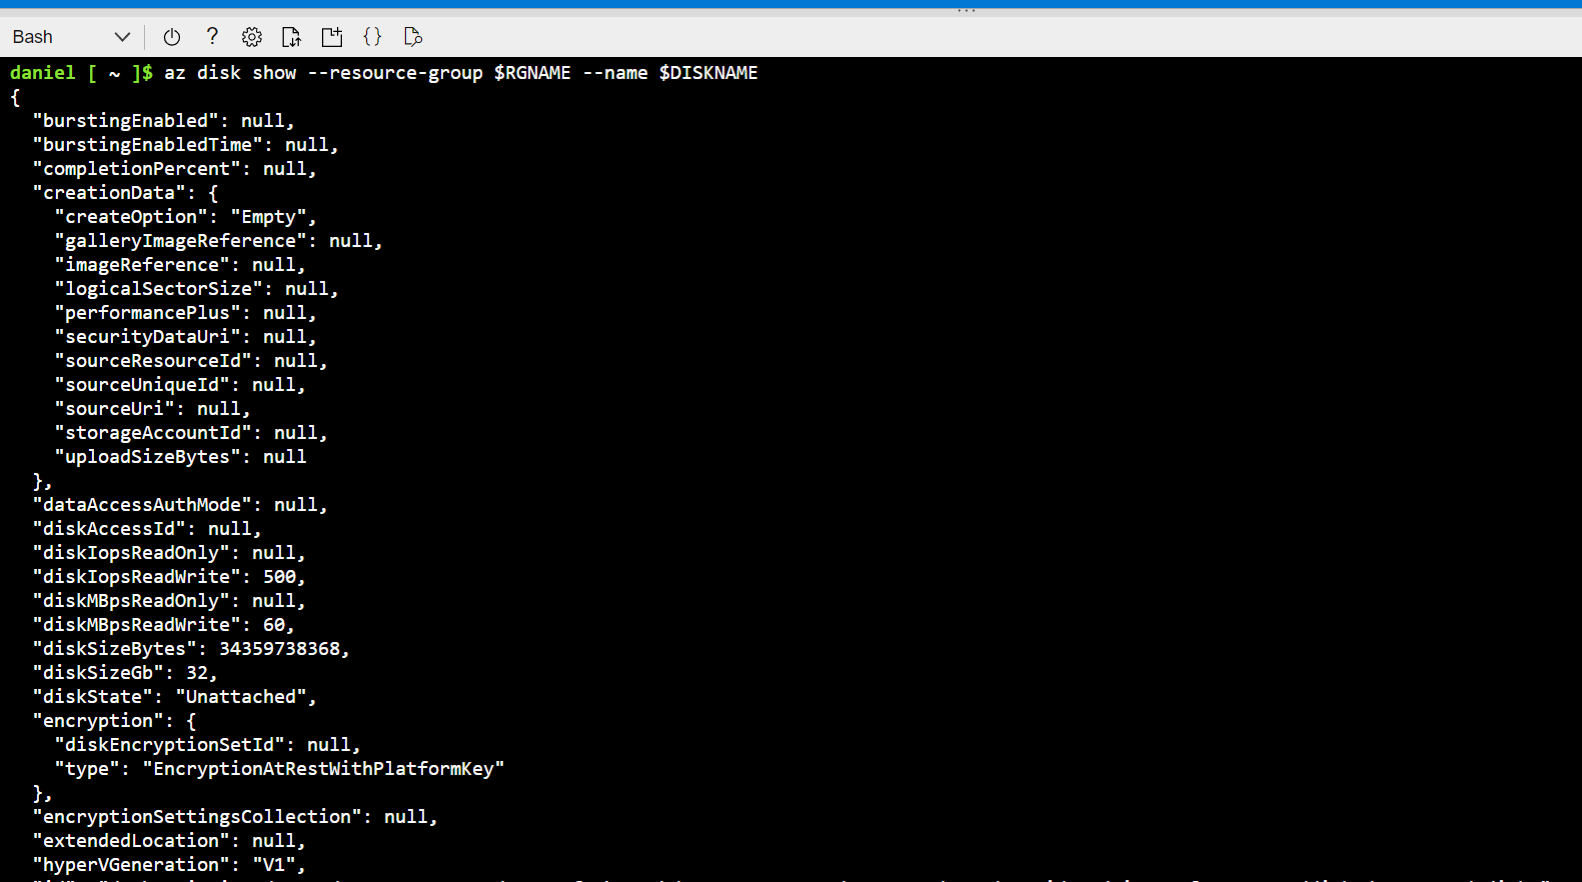 Bash
daniel [ ~ ]$ az disk show --resource-group $RGNAME --name $DISKNAME
{
  "burstingEnabled": null,
  "burstingEnabledTime": null,
  "completionPercent": null,
  "creationData": {
    "createOption": "Empty",
    "galleryImageReference": null,
    "imageReference": null,
    "logicalSectorSize": null,
    "performancePlus": null,
    "securityDataUri": null,
    "sourceResourceId": null,
    "sourceUniqueId": null,
    "sourceUri": null,
    "storageAccountId": null,
    "uploadSizeBytes": null
  },
  "dataAccessAuthMode": null,
  "diskAccessId": null,
  "diskIopsReadOnly": null,
  "diskIopsReadWrite": 500,
  "diskMBpsReadOnly": null,
  "diskMBpsReadWrite": 60,
  "diskSizeBytes": 34359738368,
  "diskSizeGb": 32,
  "diskState": "Unattached",
  "encryption": {
    "diskEncryptionSetId": null,
    "type": "EncryptionAtRestWithPlatformKey"
  },
  "encryptionSettingsCollection": null,
  "extendedLocation": null,
  "hyperVGeneration": "V1",